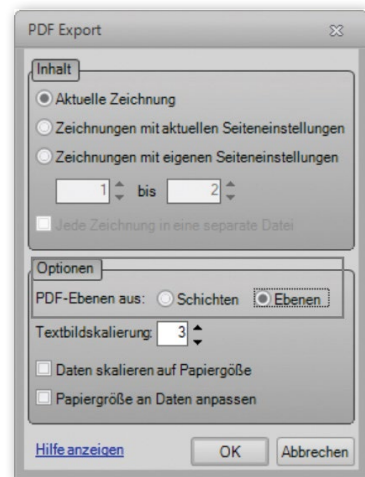 PDF Export
Inhalt
Aktuelle Zeichnung
Zeichnungen mit aktuellen Seiteneinstellungen
Zeichnungen mit eigenen Seiteneinstellungen
1 bis 2
Jede Zeichnung in eine separate Datei
Optionen
PDF-Ebenen aus: Schichten Ebenen
Textbildskalierung: 3
Daten skalieren auf Papiergöße
Papiergröße an Daten anpassen
Hilfe anzeigen OK Abbrechen